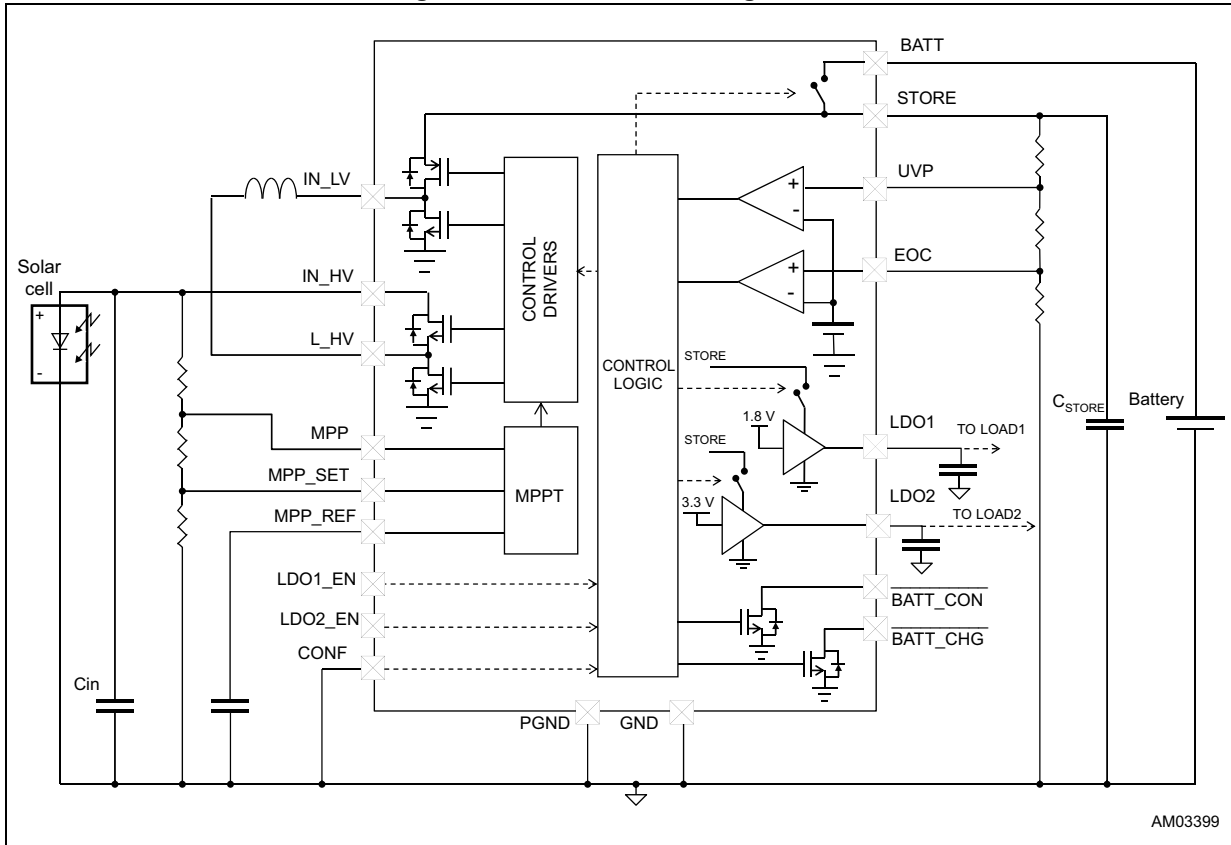 BATT
STORE
IN_LV
UVP
CONTROL
DRIVERS
EOC
Solar
cell
IN_HV
+
-
+
-
+
-
L_HV
CONTROL
LOGIC
STORE
1.8 V
LDO1
TO LOAD1
CSTORE
Battery
MPP
MPP_SET
MPPT
STORE
3.3 V
LDO2
TO LOAD2
MPP_REF
LDO1_EN
LDO2_EN
CONF
BATT_CON
BATT_CHG
Cin
PGND
GND
AM03399